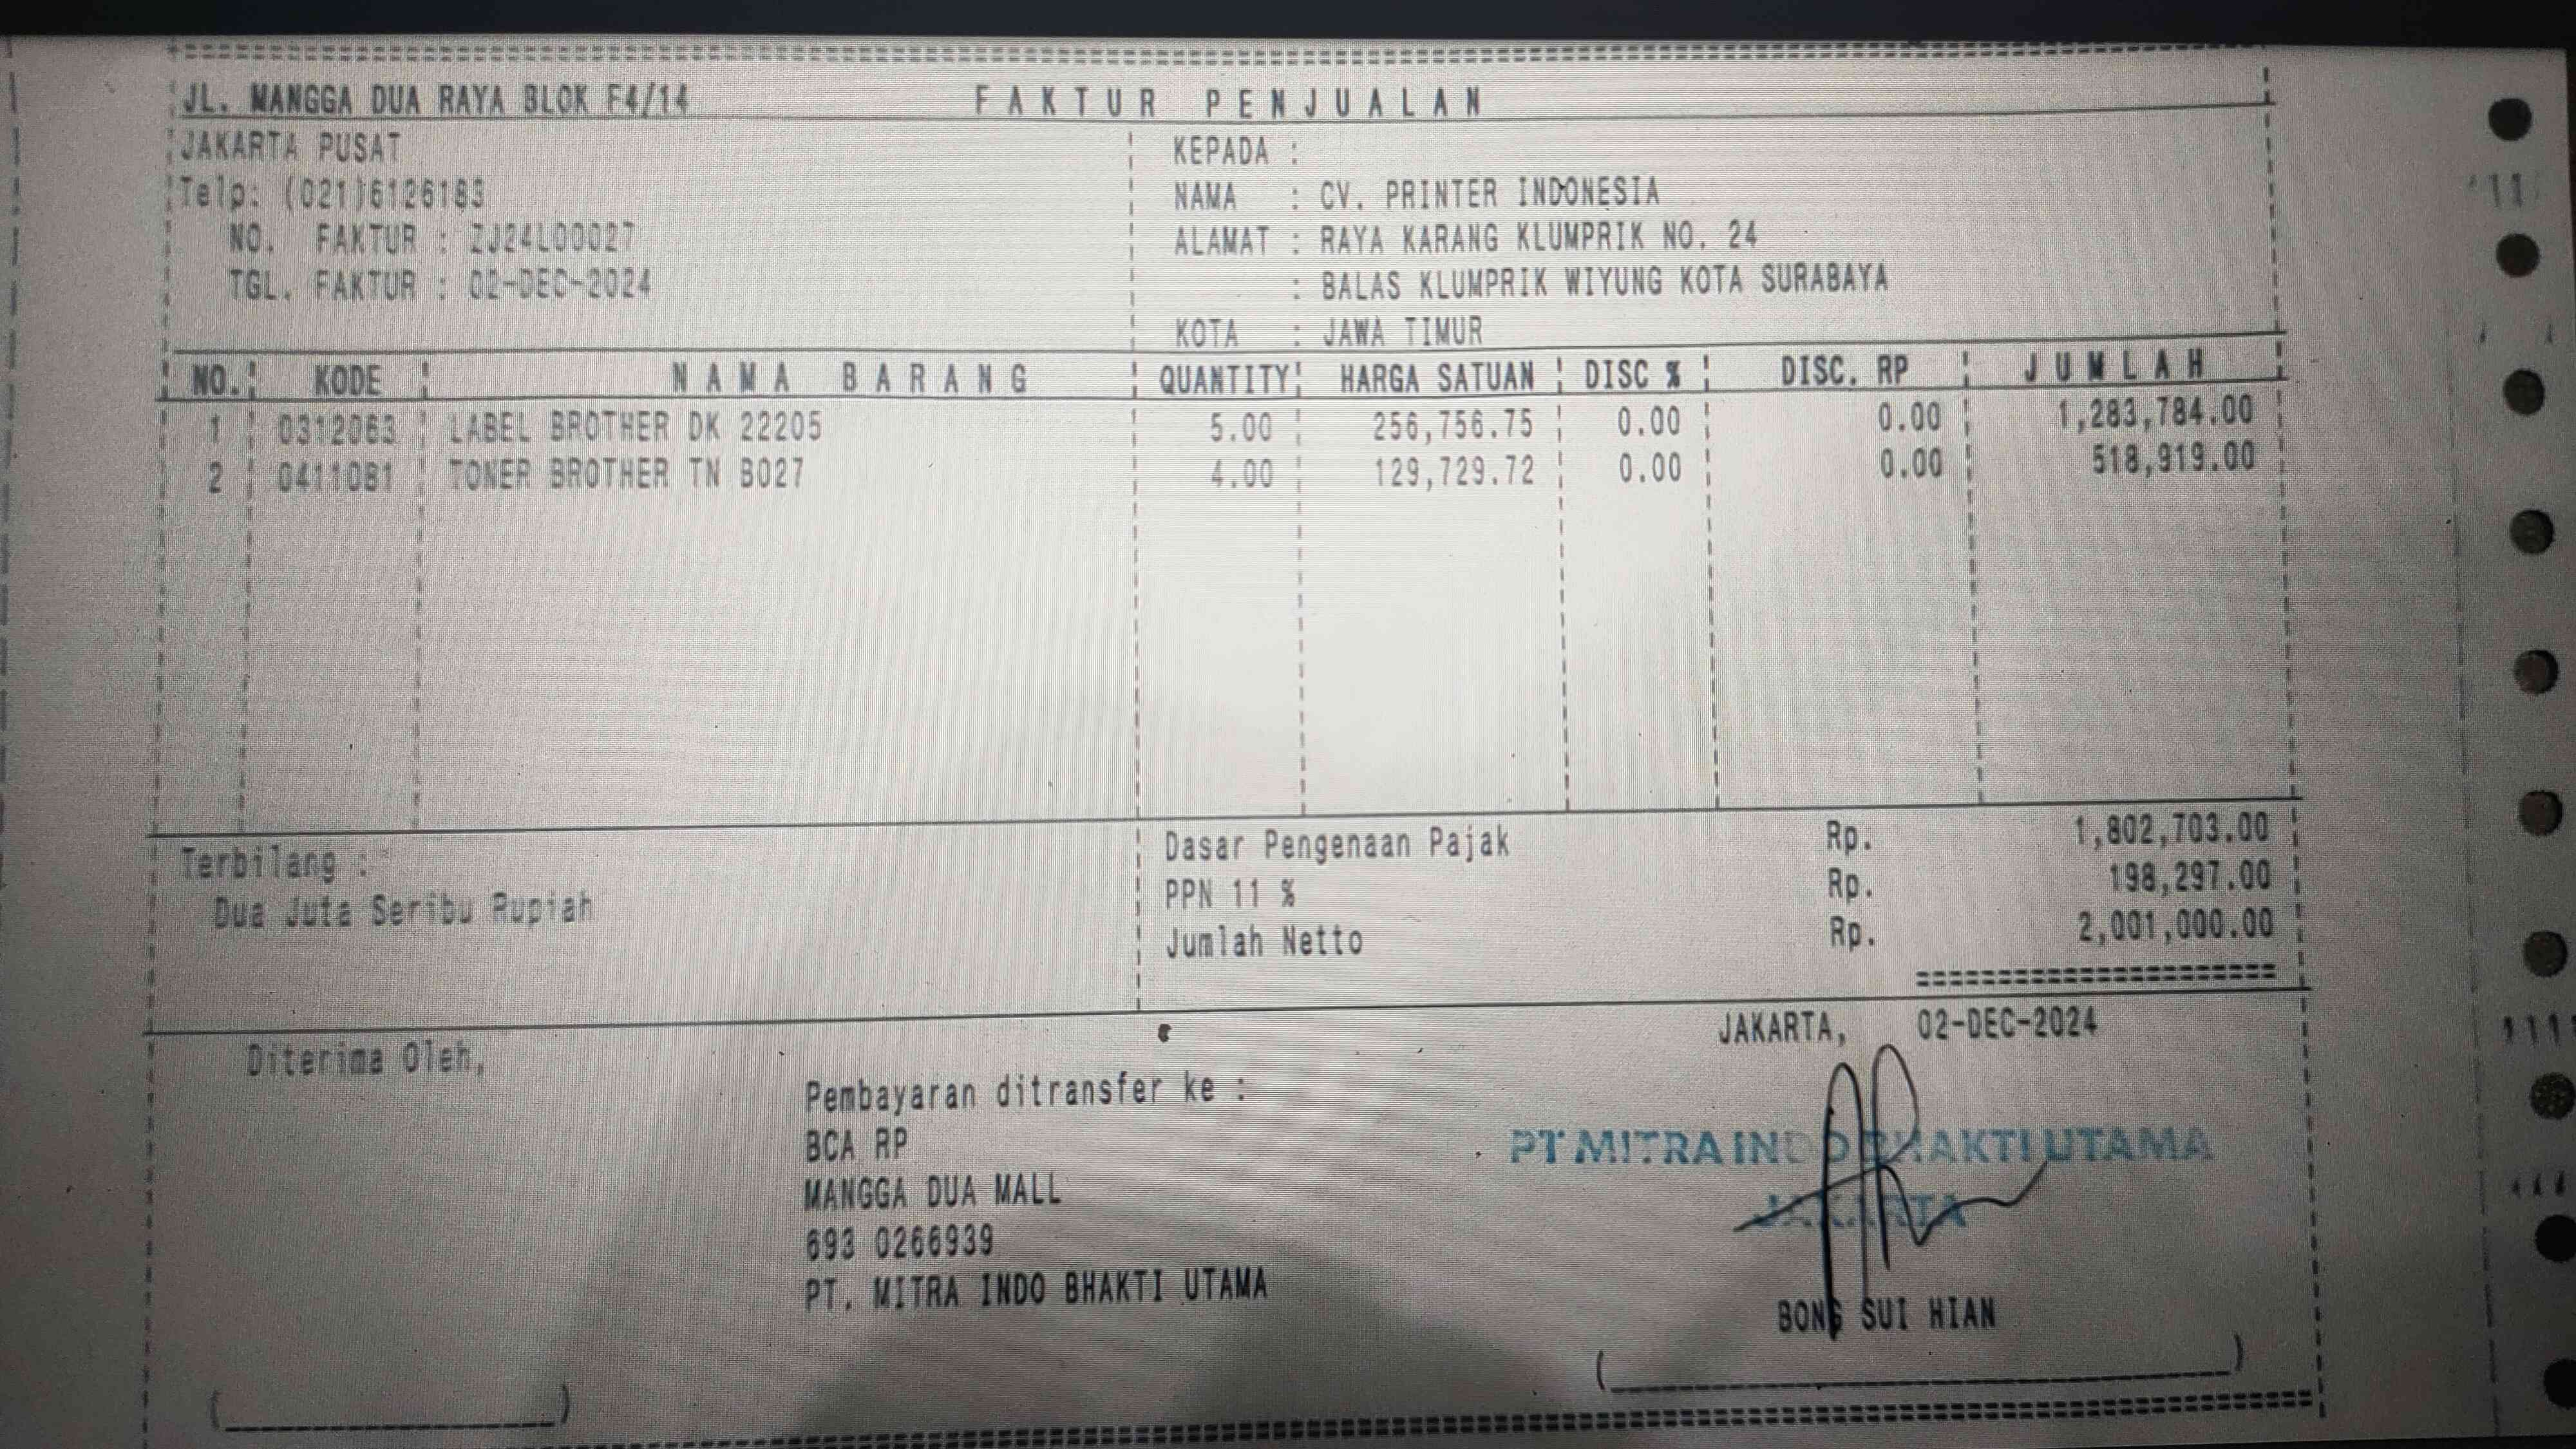 JL. MANGGA DUA RAYA BLOK F4/14 F A K T U R P E N J U A L A N
JAKARTA PUSAT
Telp: (021)6126183
NO. FAKTUR : ZJ24L00027
TGL. FAKTUR : 02-DEC-2024
KEPADA :
NAMA : CV. PRINTER INDONESIA
ALAMAT : RAYA KARANG KLUMPRIK NO. 24
: BALAS KLUMPRIK WIYUNG KOTA SURABAYA
KOTA : JAWA TIMUR
NO. KODE N A M A B A R A N G QUANTITY HARGA SATUAN DISC % DISC. RP J U M L A H
1 0312063 LABEL BROTHER DK 22205 5.00 256,756.75 0.00 0.00 1,283,784.00
2 0411081 TONER BROTHER TN B027 4.00 129,729.72 0.00 0.00 518,919.00
Terbilang :
Dua Juta Seribu Rupiah
Dasar Pengenaan Pajak Rp. 1,802,703.00
PPN 11 % Rp. 198,297.00
Jumlah Netto Rp. 2,001,000.00
JAKARTA, 02-DEC-2024
Diterima Oleh,
Pembayaran ditransfer ke :
BCA RP
MANGGA DUA MALL
693 0266939
PT. MITRA INDO BHAKTI UTAMA
PT MITRA INDO BHAKTI UTAMA
JAKARTA
BONG SUI HIAN